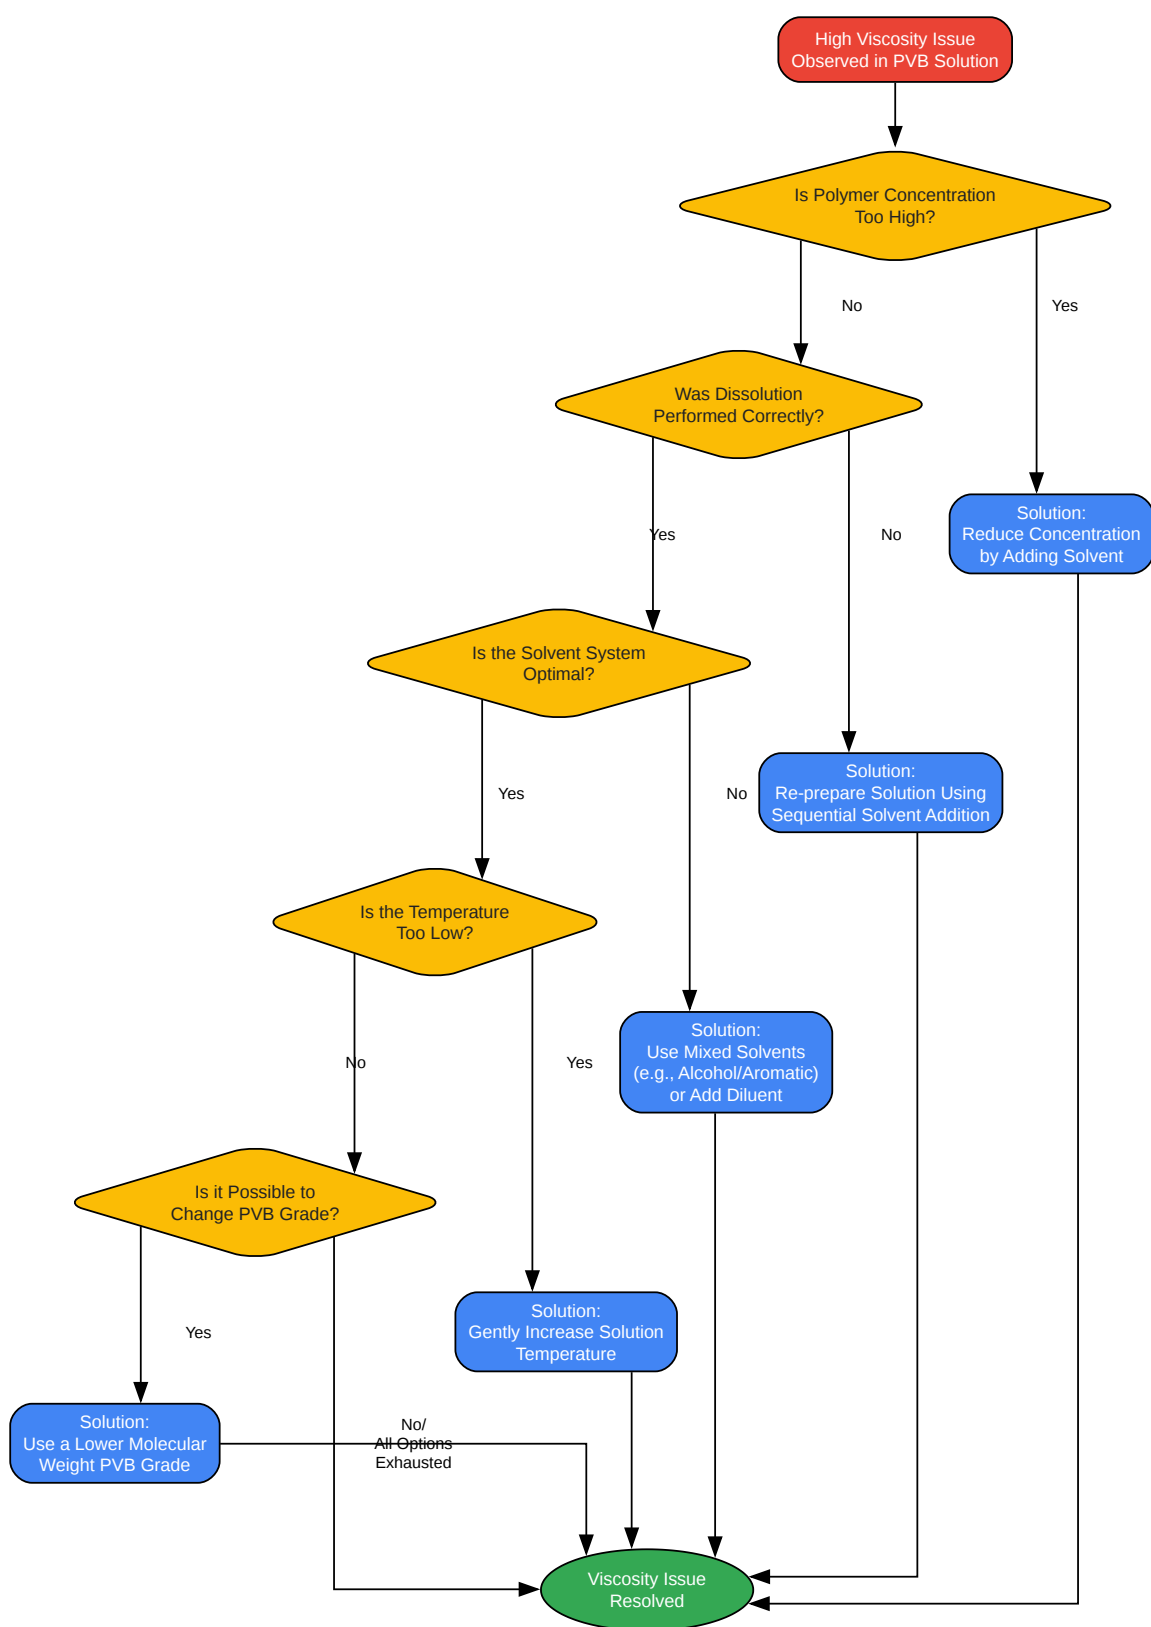 High Viscosity Issue
Observed in PVB Solution
Is Polymer Concentration
Too High?
No
Yes
Was Dissolution
Performed Correctly?
Yes
No
Solution:
Reduce Concentration
by Adding Solvent
Is the Solvent System
Optimal?
Yes
No
Solution:
Re-prepare Solution Using
Sequential Solvent Addition
Is the Temperature
Too Low?
No
Yes
Solution:
Use Mixed Solvents
(e.g., Alcohol/Aromatic)
or Add Diluent
Is it Possible to
Change PVB Grade?
Yes
Solution:
Gently Increase Solution
Temperature
Solution:
Use a Lower Molecular
Weight PVB Grade
No/
All Options
Exhausted
Viscosity Issue
Resolved